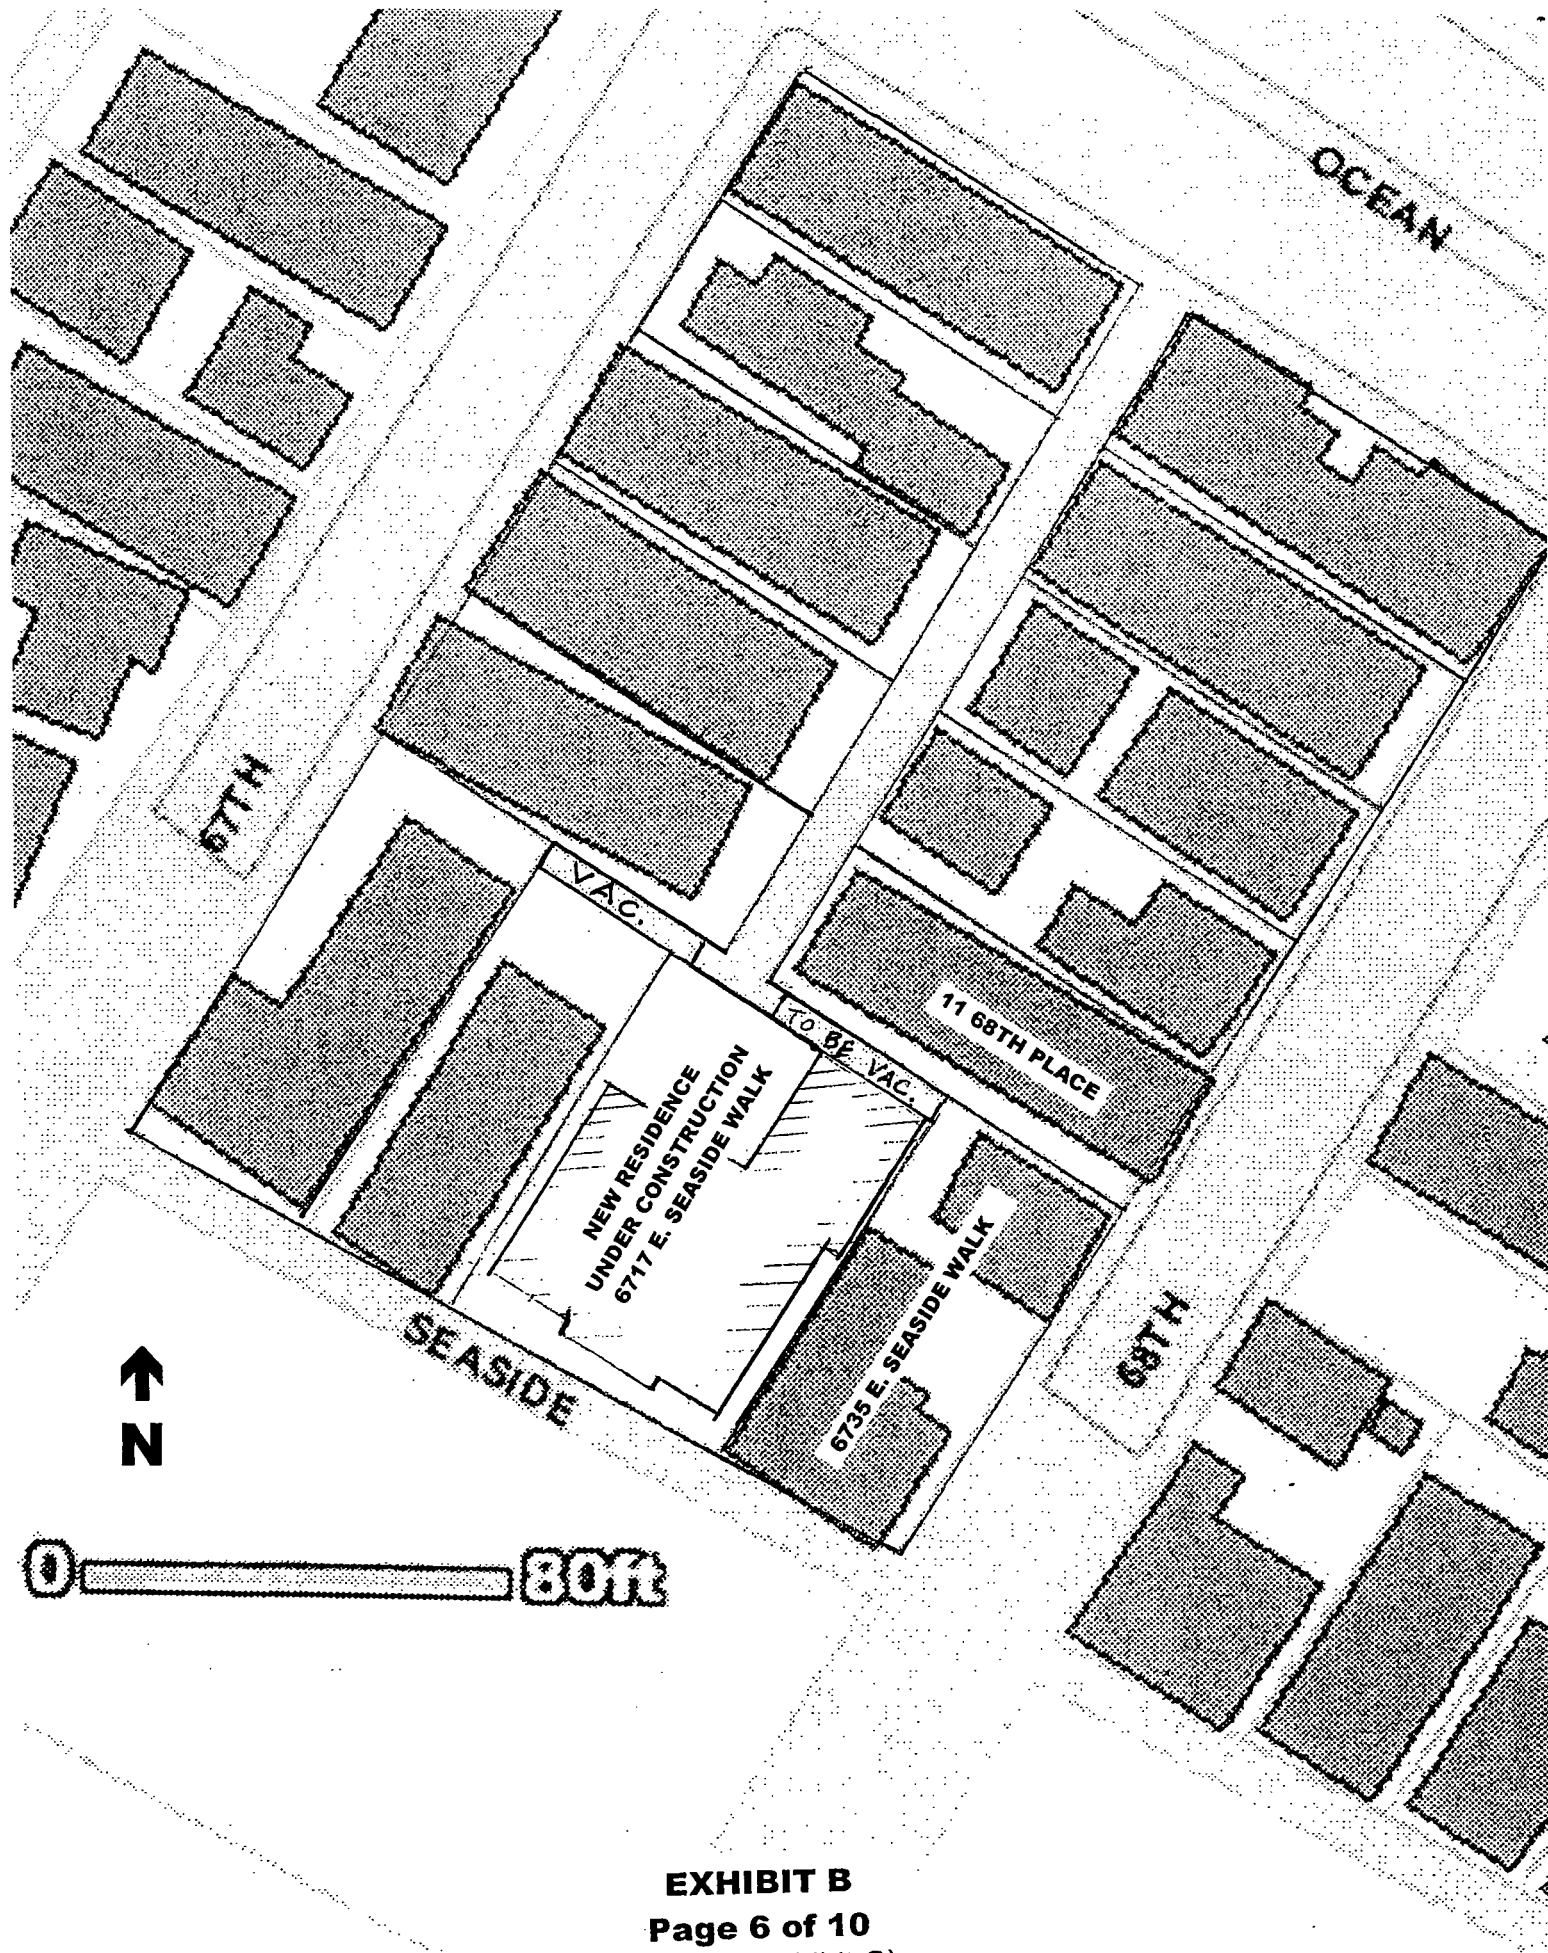 OCEAN
67TH
VAC.
11 68TH PLACE
TO BE VAC.
NEW RESIDENCE
UNDER CONSTRUCTION
6717 E. SEASIDE WALK
6735 E. SEASIDE WALK
68TH
SEASIDE
N
0 80ft
EXHIBIT B
Page 6 of 10